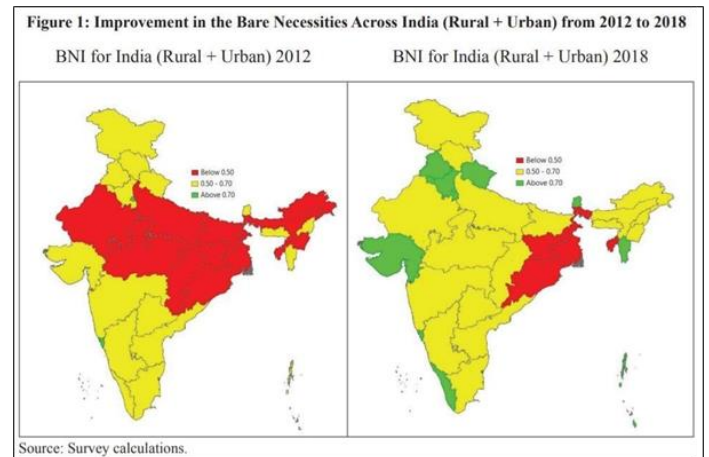 Figure 1: Improvement in the Bare Necessities Across India (Rural + Urban) from 2012 to 2018
BNI for India (Rural + Urban) 2012
BNI for India (Rural + Urban) 2018
Below 0.50
0.50 - 0.70
Above 0.70
Below 0.50
0.50 - 0.70
Above 0.70
Source: Survey calculations.